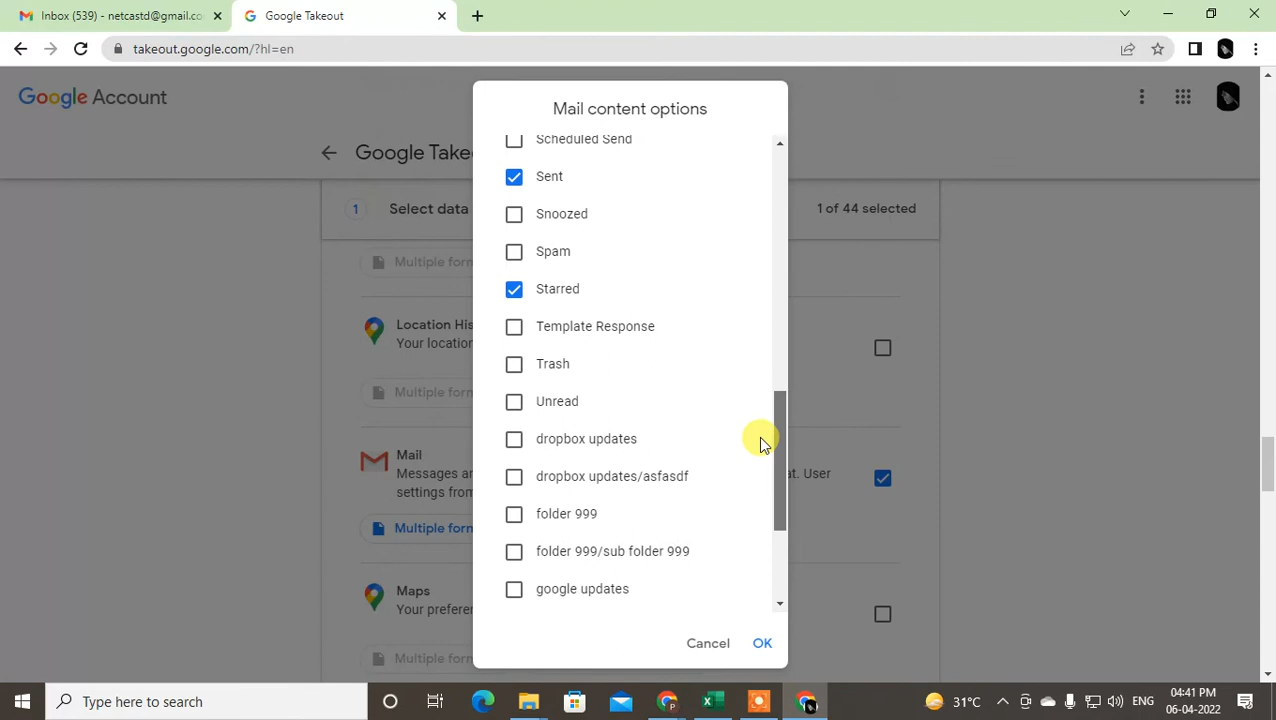 Inbox (539) - netcastd@gmail.co
Google Takeout
takeout.google.com/?hl=en
Google Account
Google Take
1
Select data
1 of 44 selected
Multiple form
Location His
Your location
Multiple form
Mail
Messages an
at. User
settings from
Multiple form
Maps
Your preferen
Multiple form
Mail content options
Scheduled Send
Sent
Snoozed
Spam
Starred
Template Response
Trash
Unread
dropbox updates
dropbox updates/asfasdf
folder 999
folder 999/sub folder 999
google updates
Cancel
OK
Type here to search
31°C
ENG
04:41 PM
06-04-2022